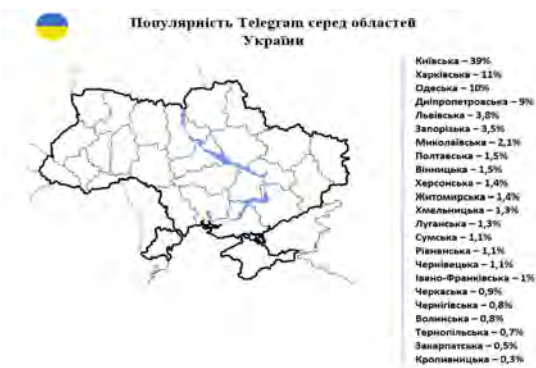 Популярність Telegram серед областей
України
Київська – 39%
Харківська – 11%
Одеська – 10%
Дніпропетровська – 9%
Львівська – 3,8%
Запорізька – 3,5%
Миколаївська – 2,1%
Полтавська – 1,5%
Вінницька – 1,5%
Херсонська – 1,4%
Житомирська – 1,4%
Хмельницька – 1,3%
Луганська – 1,3%
Сумська – 1,1%
Рівненська – 1,1%
Чернівецька – 1,1%
Івано-Франківська – 1%
Черкаська – 0,9%
Чернігівська – 0,8%
Волинська – 0,8%
Тернопільська – 0,7%
Закарпатська – 0,5%
Кропивницька – 0,3%